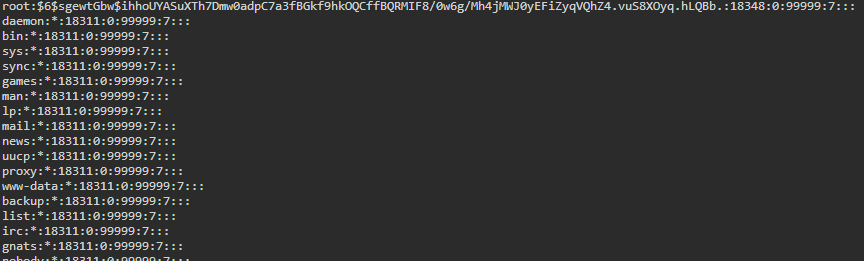 root:$6$sgewtGbw$ihhoUYASuXTh7Dmw0adpC7a3fBGkf9hkOQCffBQRMIF8/0w6g/Mh4jMWJ0yEFiZyqVQhZ4.vuS8XOyq.hLQBb.:18348:0:99999:7:::
daemon:*:18311:0:99999:7:::
bin:*:18311:0:99999:7:::
sys:*:18311:0:99999:7:::
sync:*:18311:0:99999:7:::
games:*:18311:0:99999:7:::
man:*:18311:0:99999:7:::
lp:*:18311:0:99999:7:::
mail:*:18311:0:99999:7:::
news:*:18311:0:99999:7:::
uucp:*:18311:0:99999:7:::
proxy:*:18311:0:99999:7:::
www-data:*:18311:0:99999:7:::
backup:*:18311:0:99999:7:::
list:*:18311:0:99999:7:::
irc:*:18311:0:99999:7:::
gnats:*:18311:0:99999:7:::